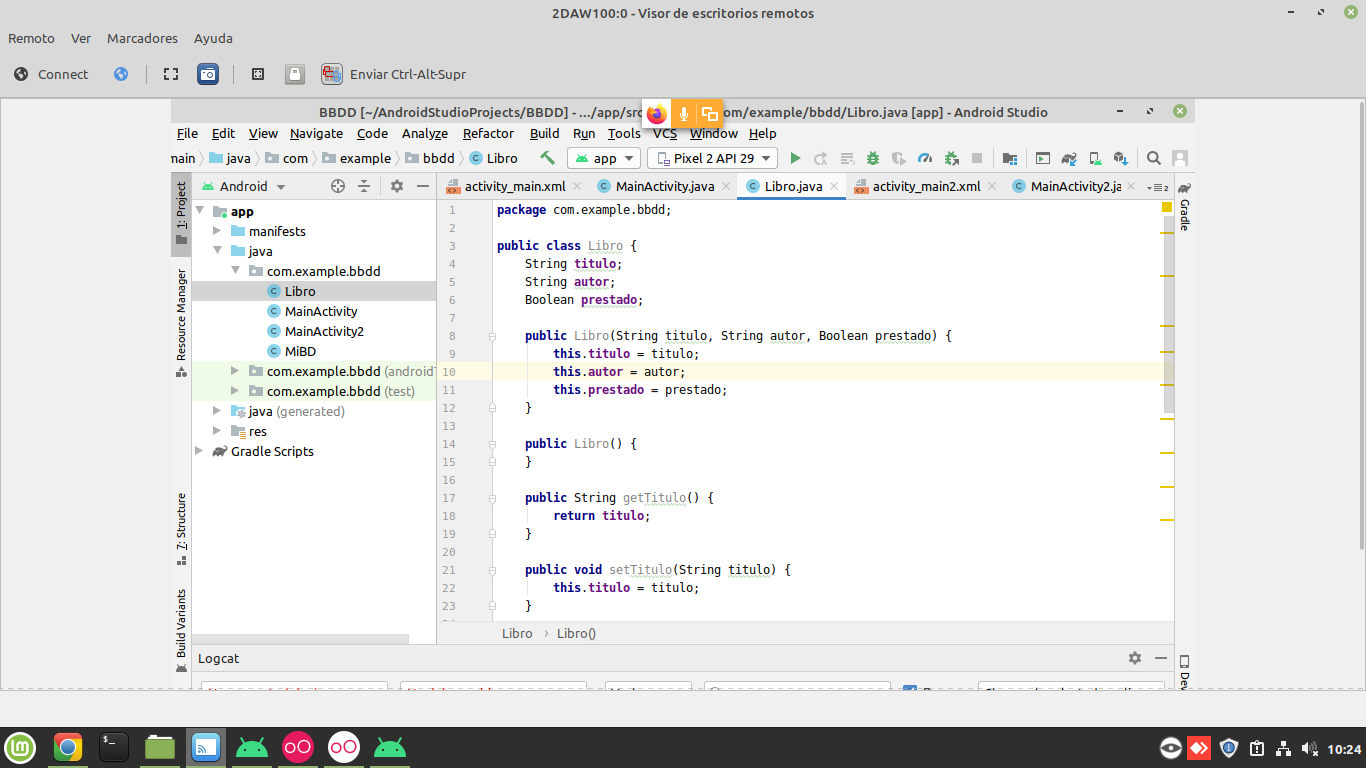 2DAW100:0 - Visor de escritorios remotos
Remoto Ver Marcadores Ayuda
Connect Enviar Ctrl-Alt-Supr
BBDD [~/AndroidStudioProjects/BBDD] - .../app/src om/example/bbdd/Libro.java [app] - Android Studio
File Edit View Navigate Code Analyze Refactor Build Run Tools VCS Window Help
main java com example bbdd Libro app Pixel 2 API 29
Android activity_main.xml MainActivity.java Libro.java activity_main2.xml MainActivity2.ja 2
1: Project
Resource Manager
7: Structure
Build Variants
app
manifests
java
com.example.bbdd
Libro
MainActivity
MainActivity2
MiBD
com.example.bbdd (android
com.example.bbdd (test)
java (generated)
res
Gradle Scripts
1 package com.example.bbdd;
2
3 public class Libro {
4 String titulo;
5 String autor;
6 Boolean prestado;
7
8 public Libro(String titulo, String autor, Boolean prestado) {
9 this.titulo = titulo;
10 this.autor = autor;
11 this.prestado = prestado;
12 }
13
14 public Libro() {
15 }
16
17 public String getTitulo() {
18 return titulo;
19 }
20
21 public void setTitulo(String titulo) {
22 this.titulo = titulo;
23 }
Libro › Libro()
Gradle
Logcat
Dev
10:24